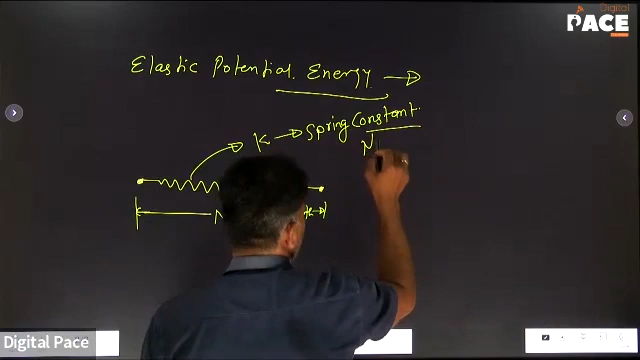 Digital
PACE
Elastic Potential Energy →
K → Spring Constant.
N
Digital Pace